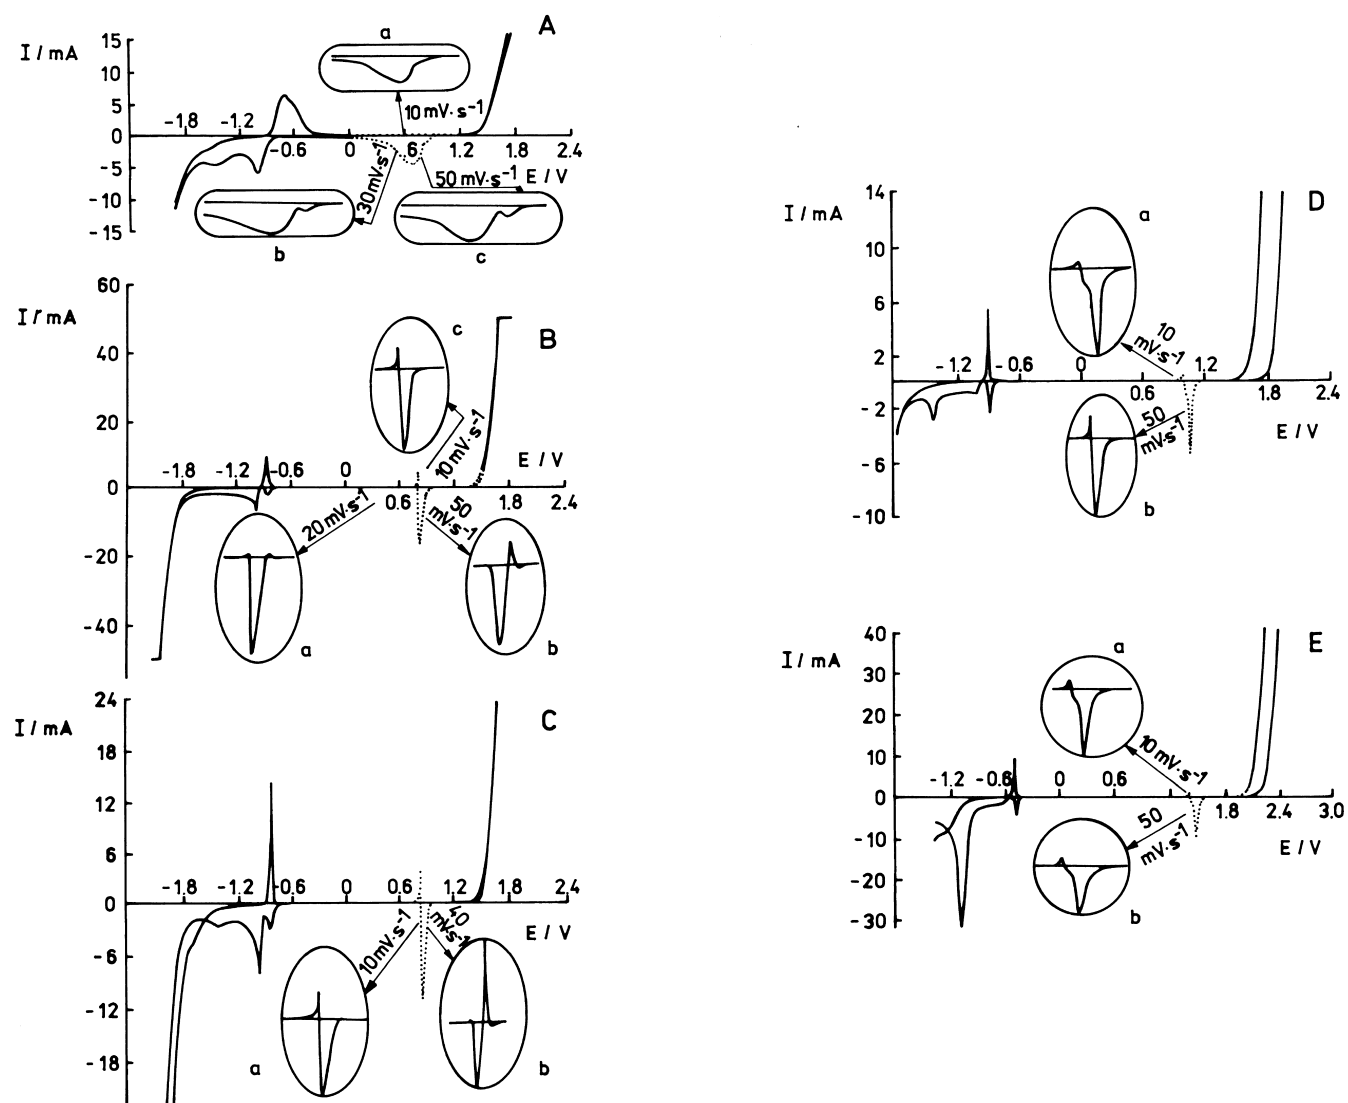 A
I / mA
15
10
5
0
-5
-10
-15
-1.8 -1.2
-0.6 0 .6 1.2 1.8 2.4
E / V
a
10 mV·s⁻¹
30 mV·s⁻¹
50 mV·s⁻¹
b
c
B
I / mA
60
40
20
0
-20
-40
-1.8 -1.2 -0.6 0
0.6 1.8 2.4
E / V
c
10 mV·s⁻¹
20 mV·s⁻¹
50
mV·s⁻¹
a
b
C
I / mA
24
18
12
6
0
-6
-12
-18
-1.8 -1.2 -0.6 0 0.6 1.2 1.8 2.4
E / V
10 mV·s⁻¹
40
mV·s⁻¹
a
b
D
I / mA
14
10
6
2
-2
-6
-10
-1.2 -0.6 0 1.2
0.6 1.8 2.4
E / V
a
10
mV·s⁻¹
50
mV·s⁻¹
b
E
I / mA
40
30
20
10
0
-10
-20
-30
-1.2 -0.6 0 0.6
1.8 2.4 3.0
E / V
a
10 mV·s⁻¹
50
mV·s⁻¹
b